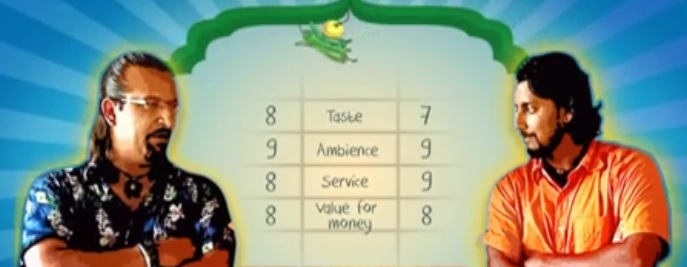 8 Taste 7
9 Ambience 9
8 Service 9
8 Value for 8
money